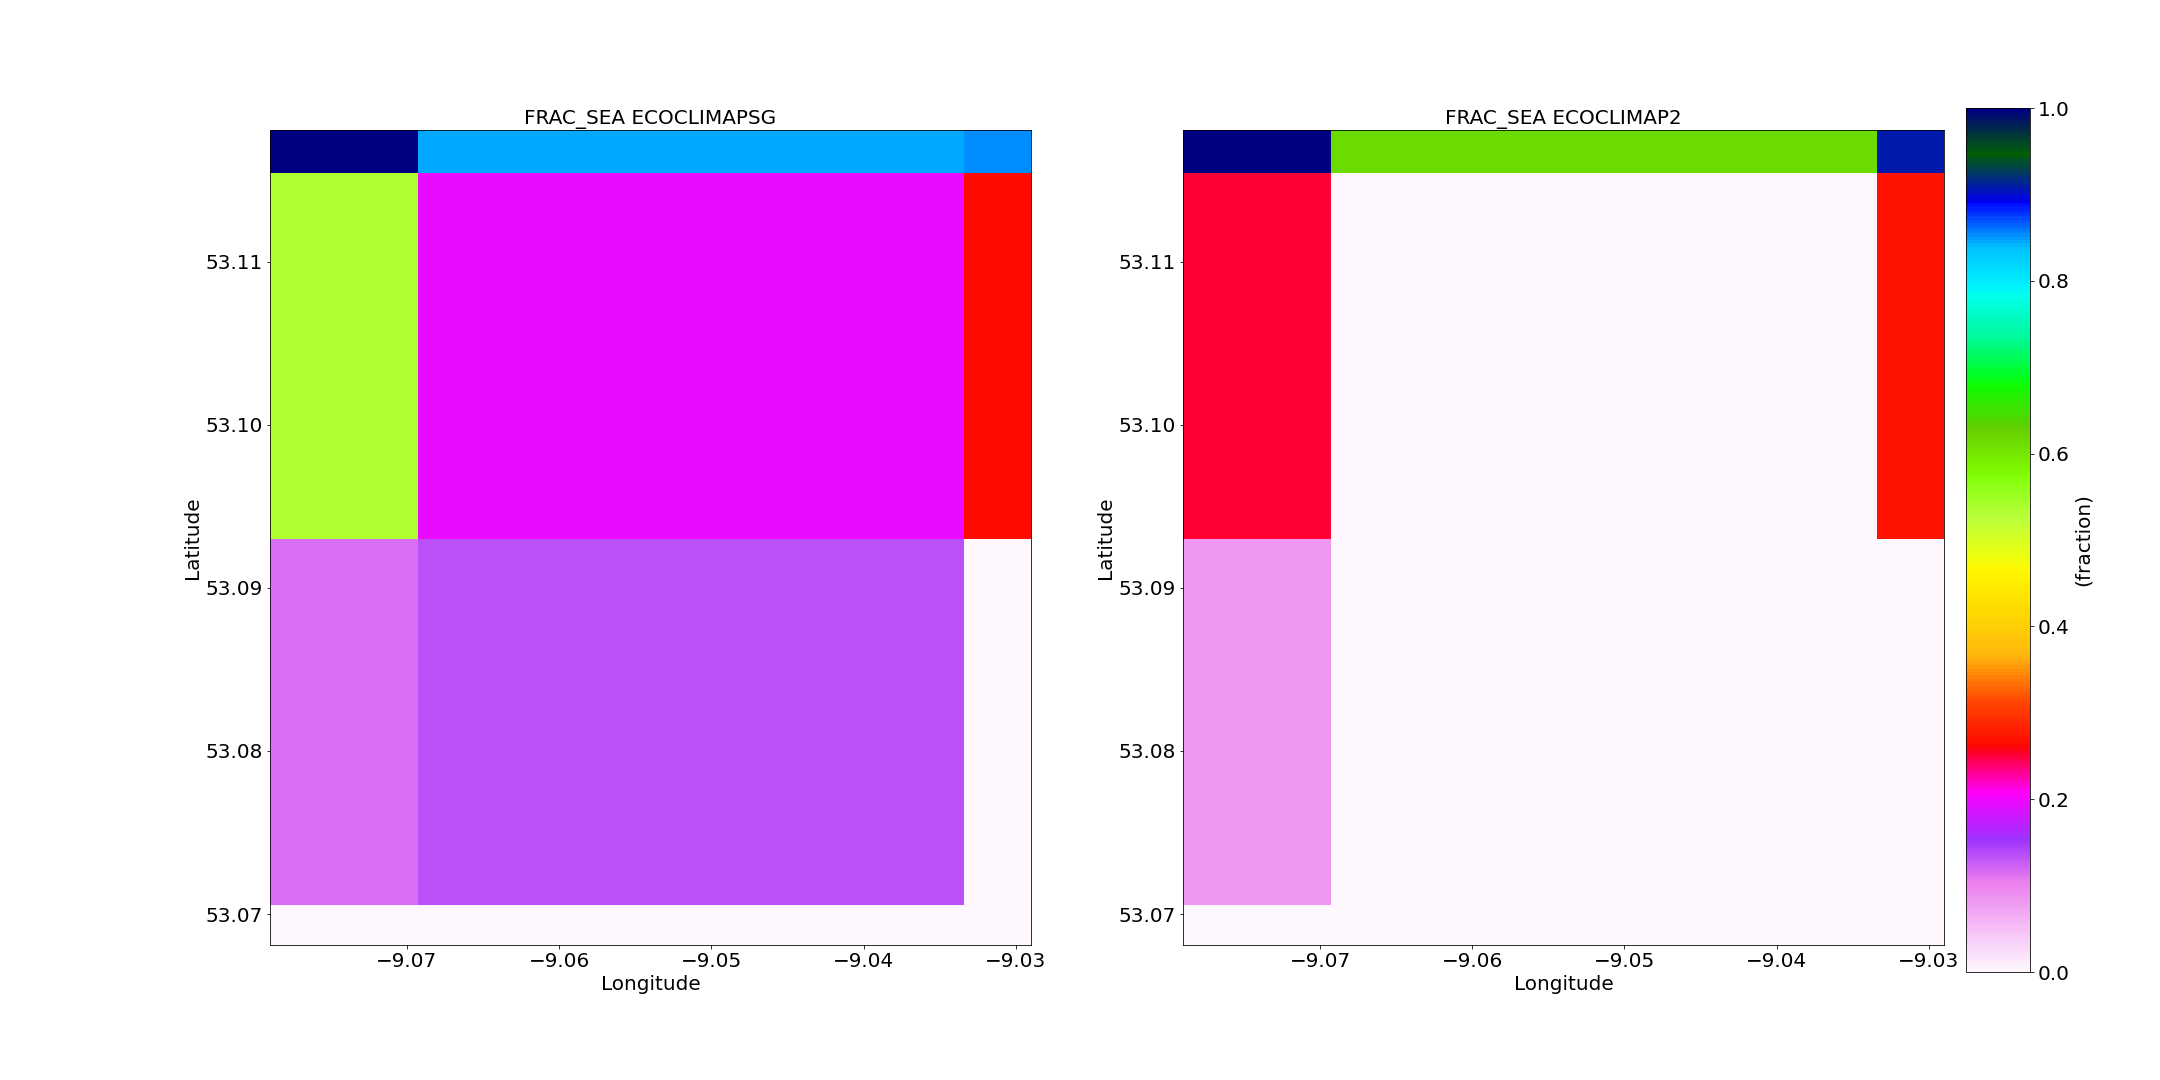 FRAC_SEA ECOCLIMAPSG
53.11
53.10
53.09
53.08
53.07
Latitude
−9.07 −9.06 −9.05 −9.04 −9.03
Longitude
FRAC_SEA ECOCLIMAP2
53.11
53.10
53.09
53.08
53.07
Latitude
−9.07 −9.06 −9.05 −9.04 −9.03
Longitude
1.0
0.8
0.6
0.4
0.2
0.0
(fraction)